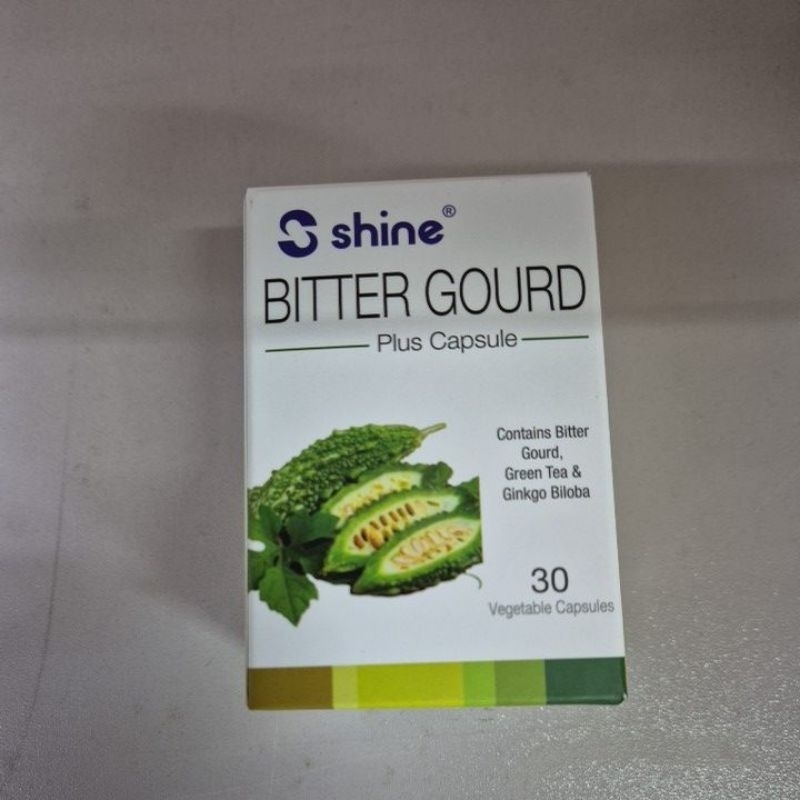 shine®
BITTER GOURD
Plus Capsule
Contains Bitter
Gourd,
Green Tea &
Ginkgo Biloba
30
Vegetable Capsules